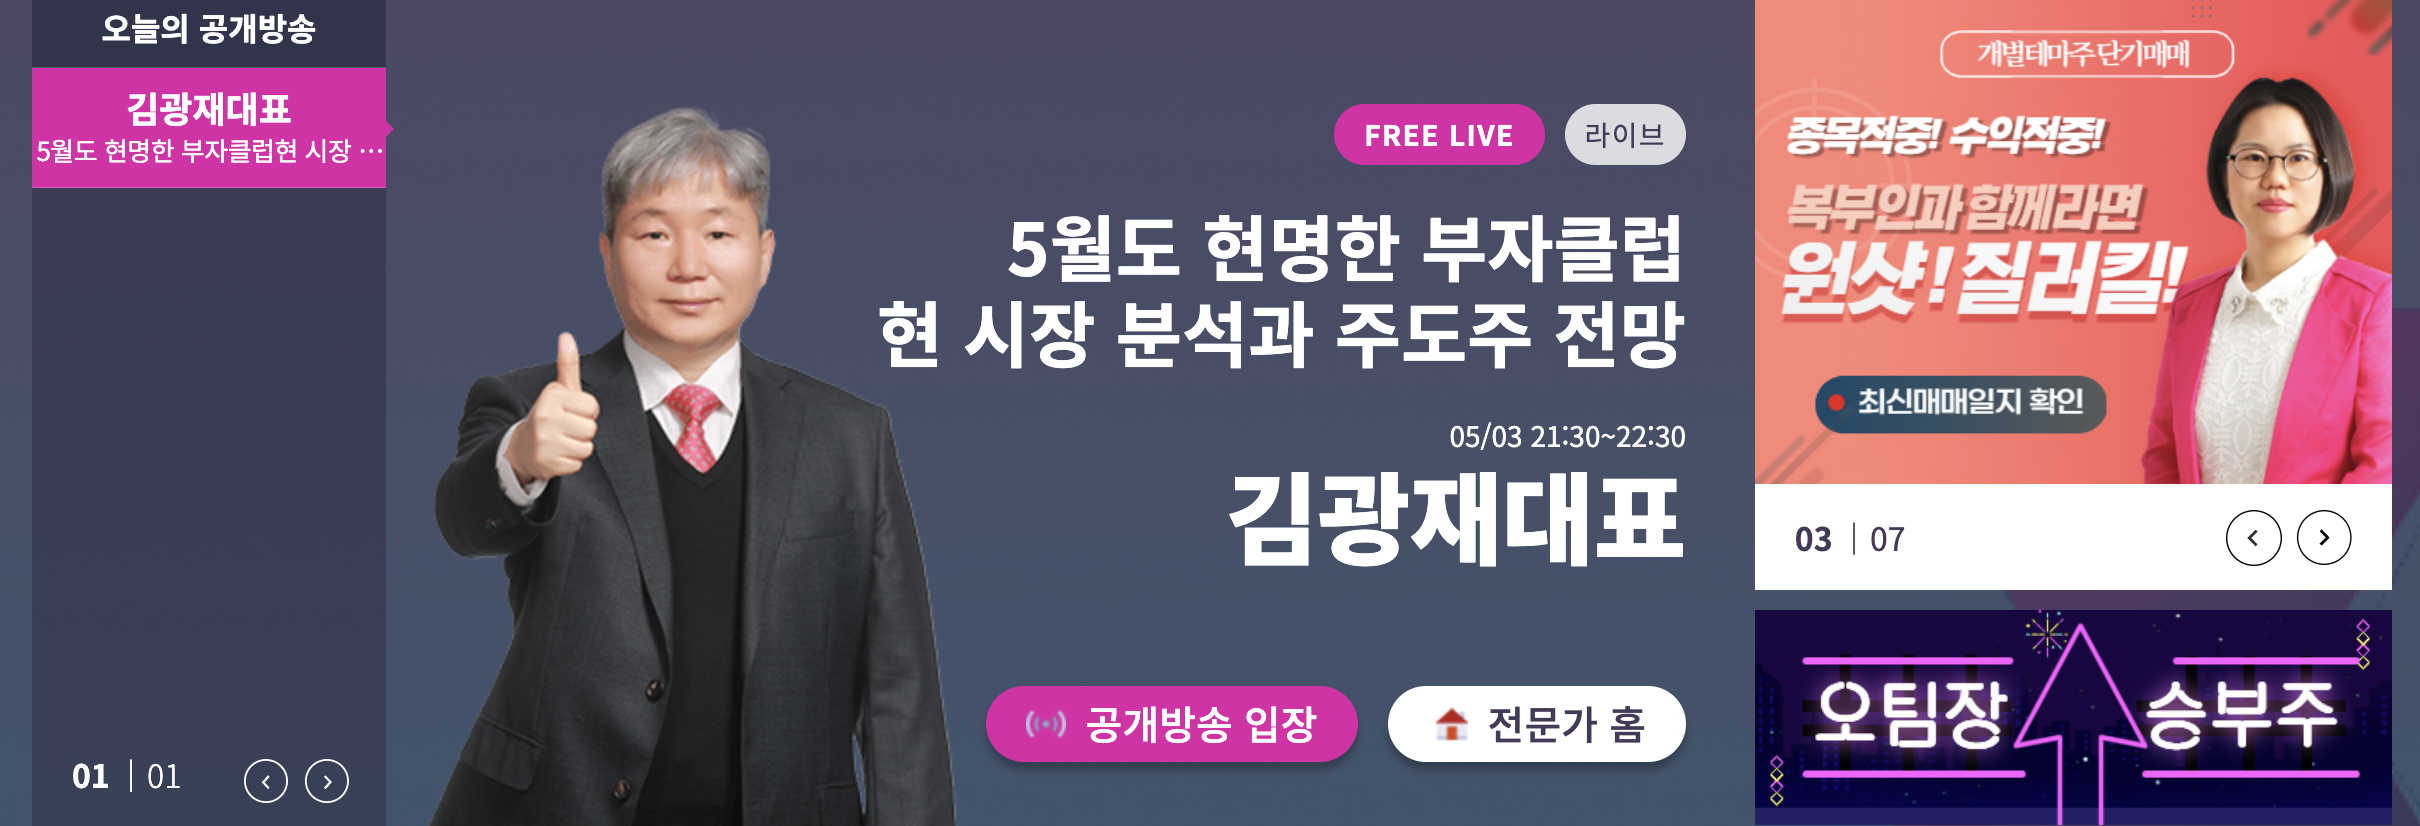 오늘의 공개방송
김광재대표
5월도 현명한 부자클럽현 시장 ...
01 | 01
FREE LIVE
라이브
5월도 현명한 부자클럽
현 시장 분석과 주도주 전망
05/03 21:30~22:30
김광재대표
공개방송 입장
전문가 홈
개별테마주 단기매매
종목적중! 수익적중!
복부인과 함께라면
원샷! 질러킬!
최신매매일지 확인
03 | 07
오팀장 승부주